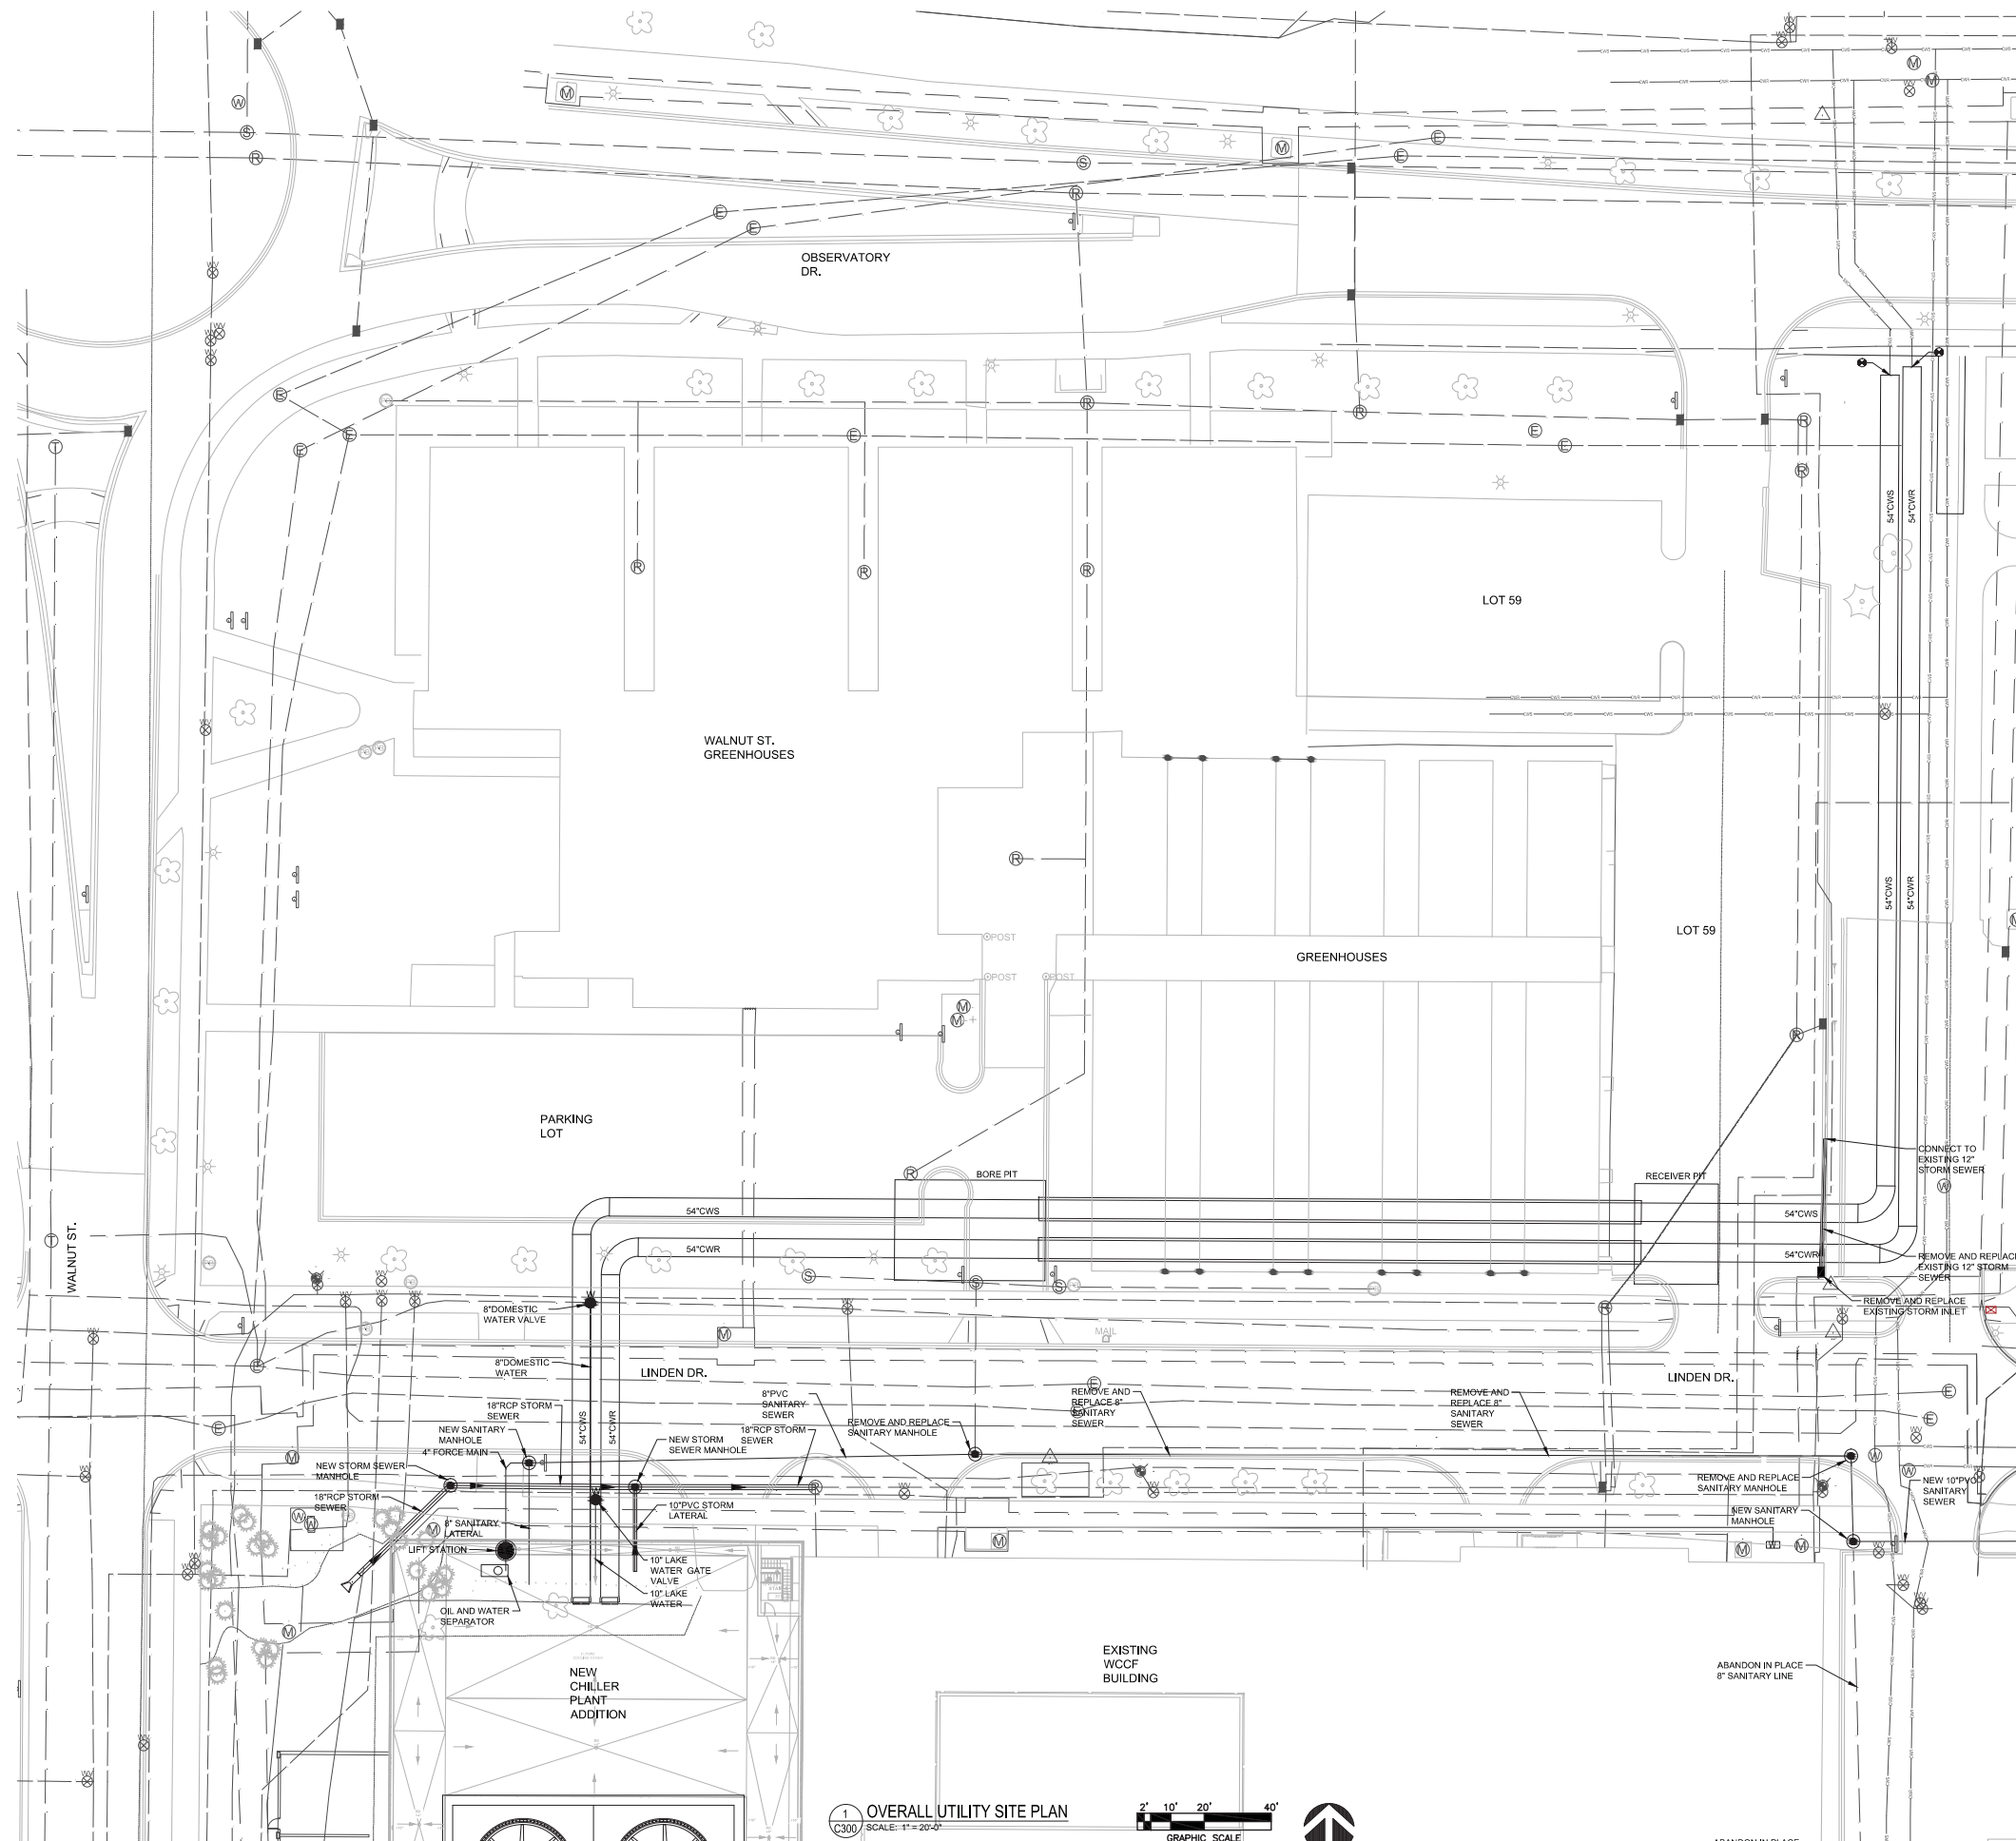 OBSERVATORY
DR.
54"CWS
54"CWR
LOT 59
WALNUT ST.
GREENHOUSES
54"CWS
54"CWR
LOT 59
POST
POST
POST
GREENHOUSES
PARKING
LOT
WALNUT ST.
BORE PIT
RECEIVER PIT
CONNECT TO
EXISTING 12"
STORM SEWER
54"CWS
54"CWS
54"CWR
54"CWR
REMOVE AND REPLACE
EXISTING 12" STORM
SEWER
REMOVE AND REPLACE
EXISTING STORM INLET
8"DOMESTIC
WATER VALVE
MAIL
8"DOMESTIC
WATER
LINDEN DR.
LINDEN DR.
18"RCP STORM
SEWER
8"PVC
SANITARY
SEWER
REMOVE AND
REPLACE 8"
SANITARY
SEWER
REMOVE AND
REPLACE 8"
SANITARY
SEWER
NEW SANITARY
MANHOLE
4" FORCE MAIN
54"CWS
54"CWR
NEW STORM
SEWER MANHOLE
18"RCP STORM
SEWER
REMOVE AND REPLACE
SANITARY MANHOLE
NEW STORM SEWER
MANHOLE
18"RCP STORM
SEWER
REMOVE AND REPLACE
SANITARY MANHOLE
NEW 10"PVC
SANITARY
SEWER
8" SANITARY
LATERAL
10"PVC STORM
LATERAL
NEW SANITARY
MANHOLE
LIFT STATION
10" LAKE
WATER GATE
VALVE
10" LAKE
WATER
OIL AND WATER
SEPARATOR
NEW
CHILLER
PLANT
ADDITION
EXISTING
WCCF
BUILDING
ABANDON IN PLACE
8" SANITARY LINE
1
C300
OVERALL UTILITY SITE PLAN
SCALE: 1" = 20'-0"
2' 10' 20' 40'
GRAPHIC SCALE
ABANDON IN PLACE